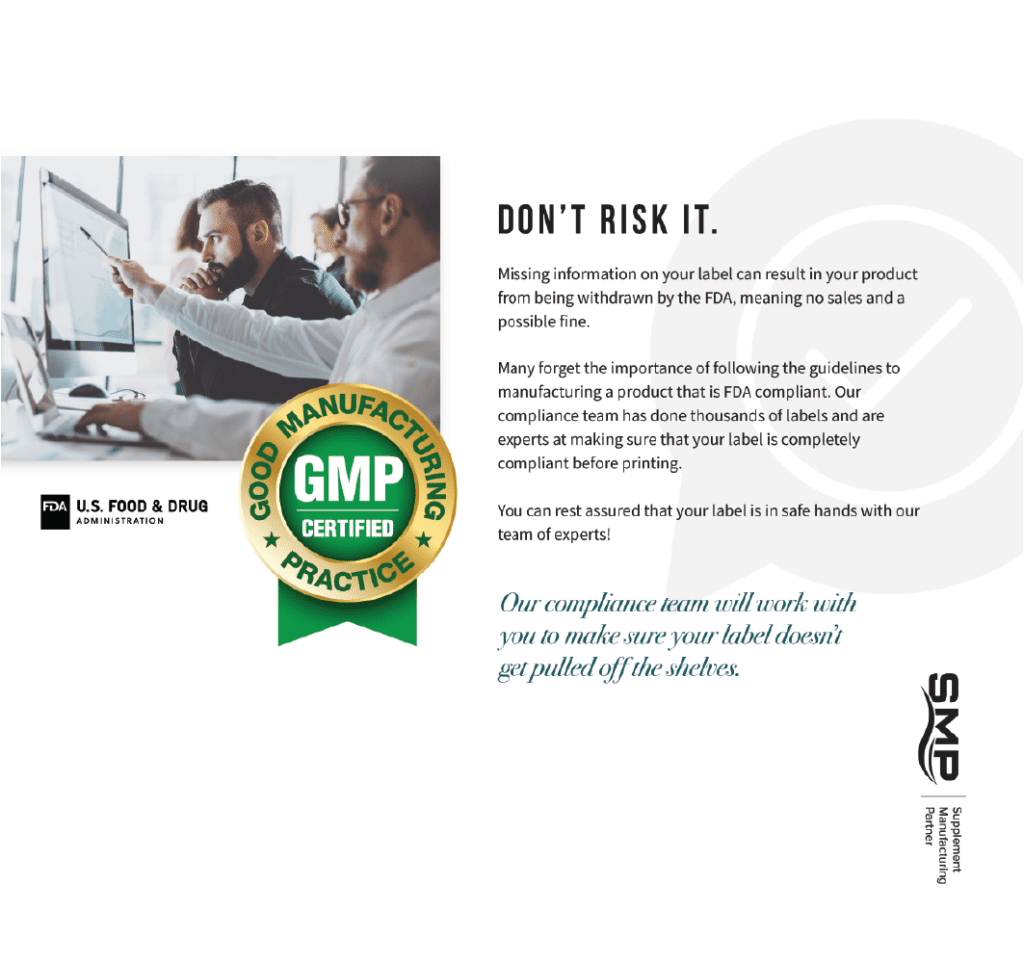 DON'T RISK IT.
Missing information on your label can result in your product
from being withdrawn by the FDA, meaning no sales and a
possible fine.
Many forget the importance of following the guidelines to
manufacturing a product that is FDA compliant. Our
compliance team has done thousands of labels and are
experts at making sure that your label is completely
compliant before printing.
You can rest assured that your label is in safe hands with our
team of experts!
Our compliance team will work with
you to make sure your label doesn't
get pulled off the shelves.
GOOD MANUFACTURING
GMP
CERTIFIED
PRACTICE
FDA U.S. FOOD & DRUG
ADMINISTRATION
SMP
Supplement
Manufacturing
Partner